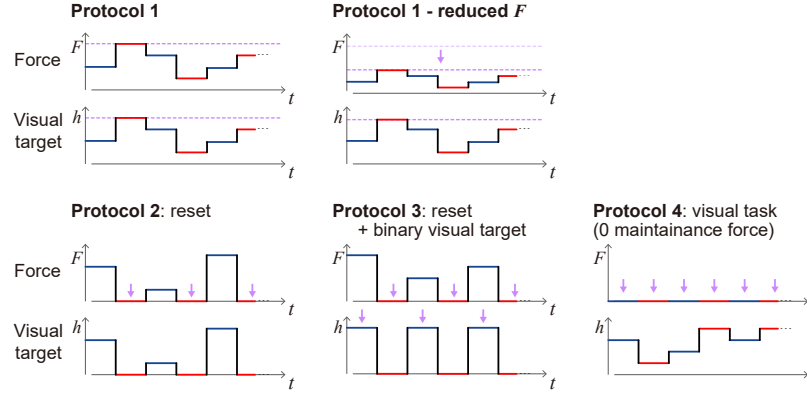 Protocol 1
Protocol 1 - reduced F
Force
F
t
F
t
Visual
target
h
t
h
t
Protocol 2: reset
Protocol 3: reset
+ binary visual target
Protocol 4: visual task
(0 maintainance force)
Force
F
t
F
t
F
t
Visual
target
h
t
h
t
h